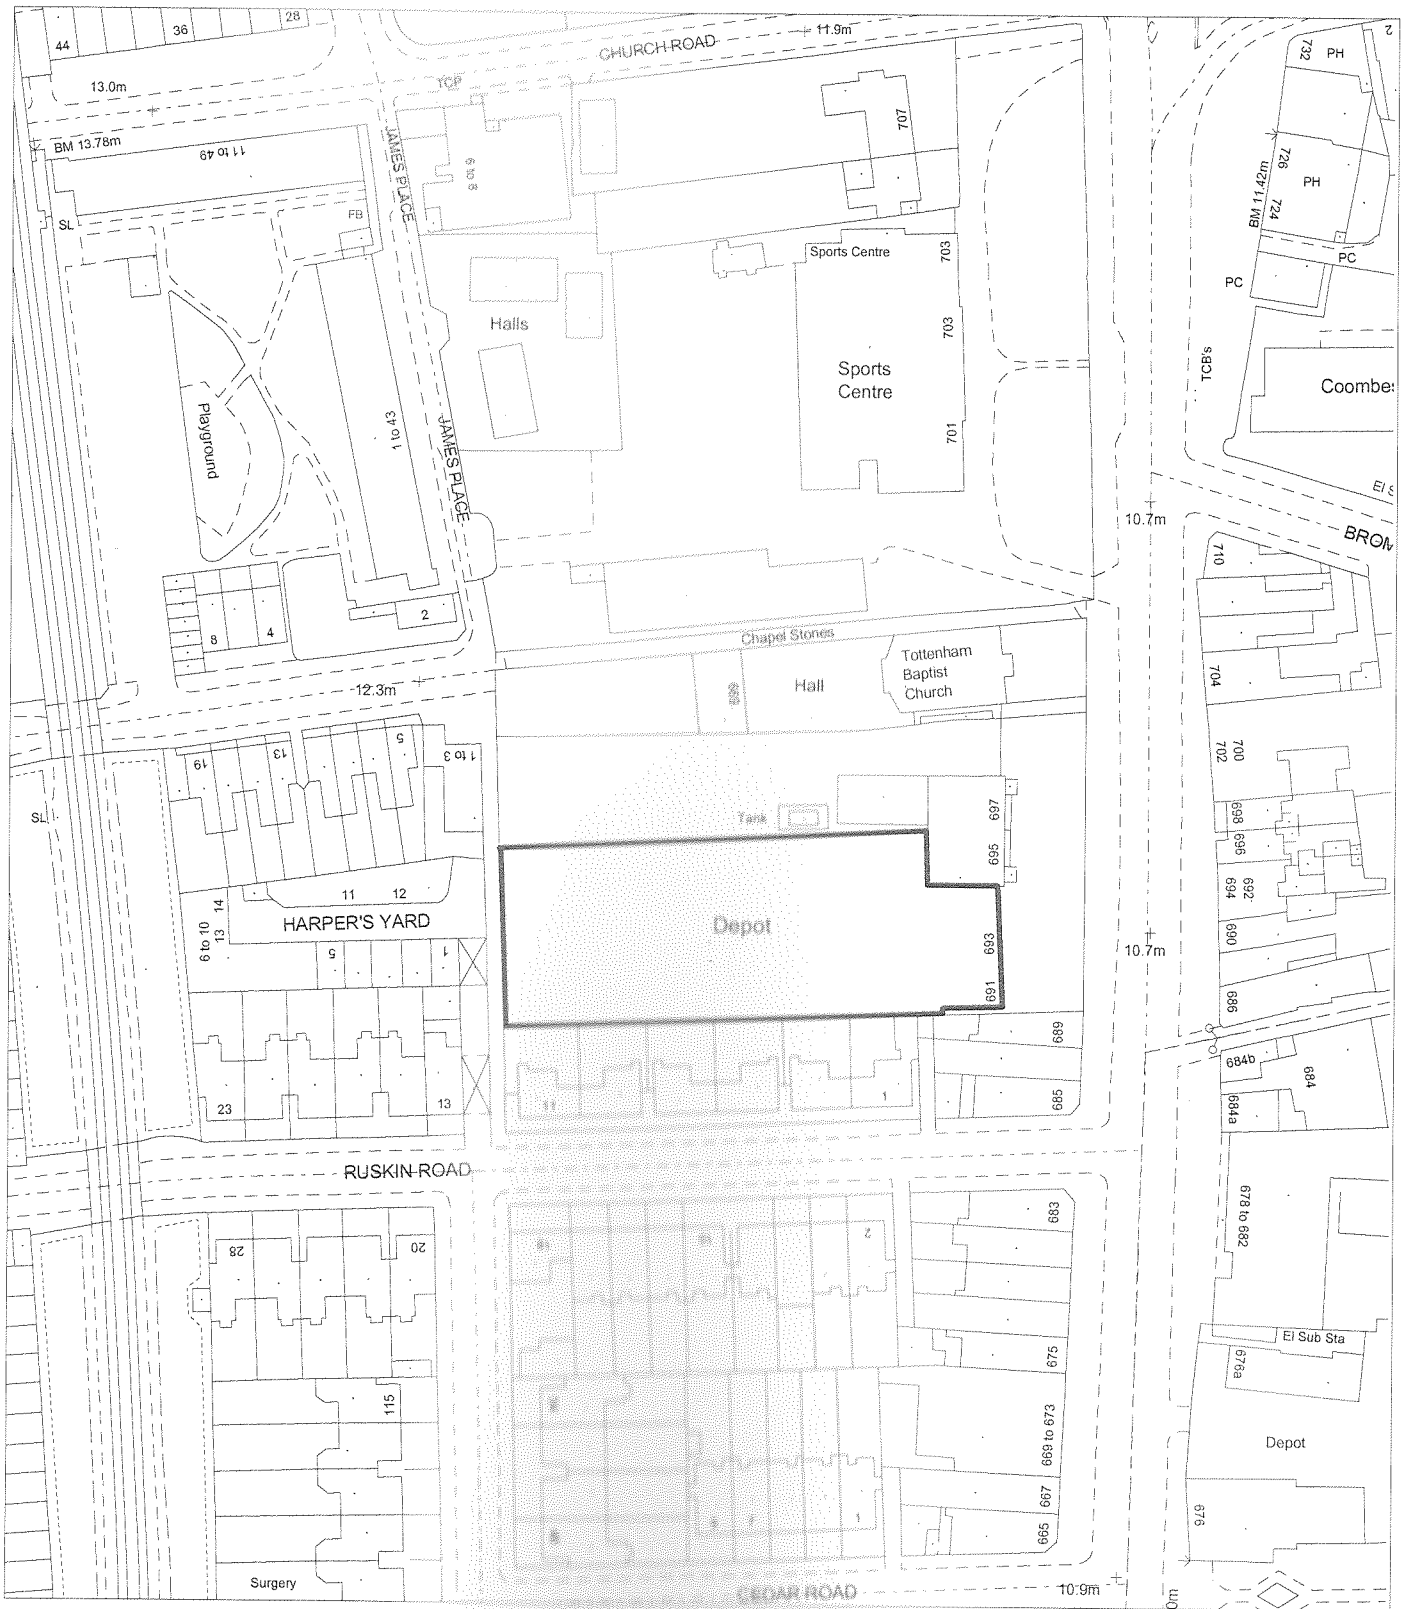 44
36
28
CHURCH ROAD
11.9m
732
PH
2
13.0m
TCP
BM 13.78m
11 to 49
JAMES PLACE
6 to 8
707
726
PH
BM 11.42m
724
SL
FB
Sports Centre
703
PC
PC
Halls
703
Sports
Centre
TCB's
Coombes
Playground
1 to 43
JAMES PLACE
701
El S
10.7m
BROM
710
8
4
2
Chapel Stones
Tottenham
Baptist
Church
Hall
704
12.3m
19
13
5
1 to 3
700
702
SL
Tank
697
695
698
696
692
694
11
12
14
13
6 to 10
HARPER'S YARD
5
1
Depot
693
691
690
10.7m
686
689
684b
684
684a
23
13
11
1
685
RUSKIN ROAD
683
678 to 682
28
20
2
675
El Sub Sta
676a
115
669 to 673
Depot
667
676
1
665
Surgery
CEDAR ROAD
10.9m
0m